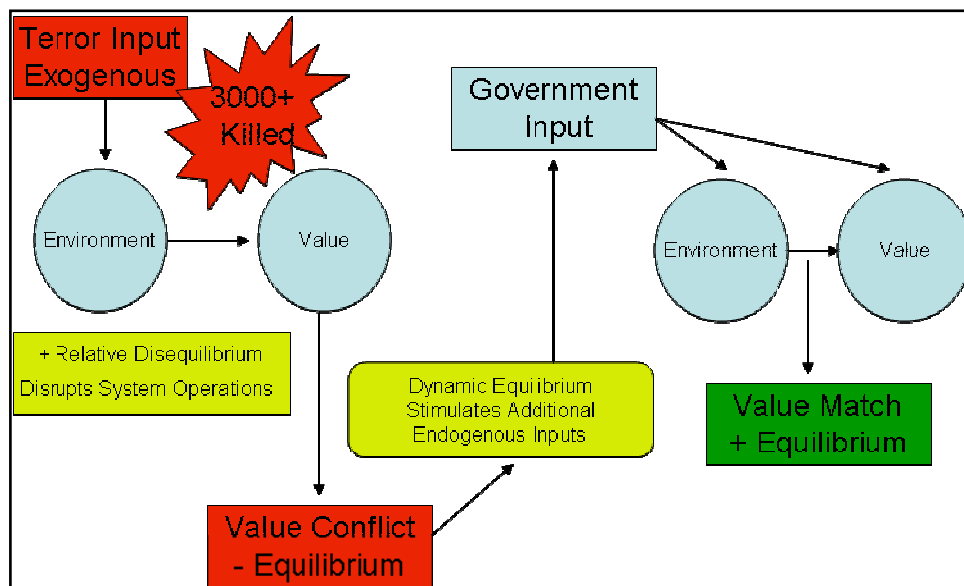 Terror Input
Exogenous
3000+
Killed
Environment
Value
+ Relative Disequilibrium
Disrupts System Operations
Value Conflict
- Equilibrium
Dynamic Equilibrium
Stimulates Additional
Endogenous Inputs
Government
Input
Environment
Value
Value Match
+ Equilibrium